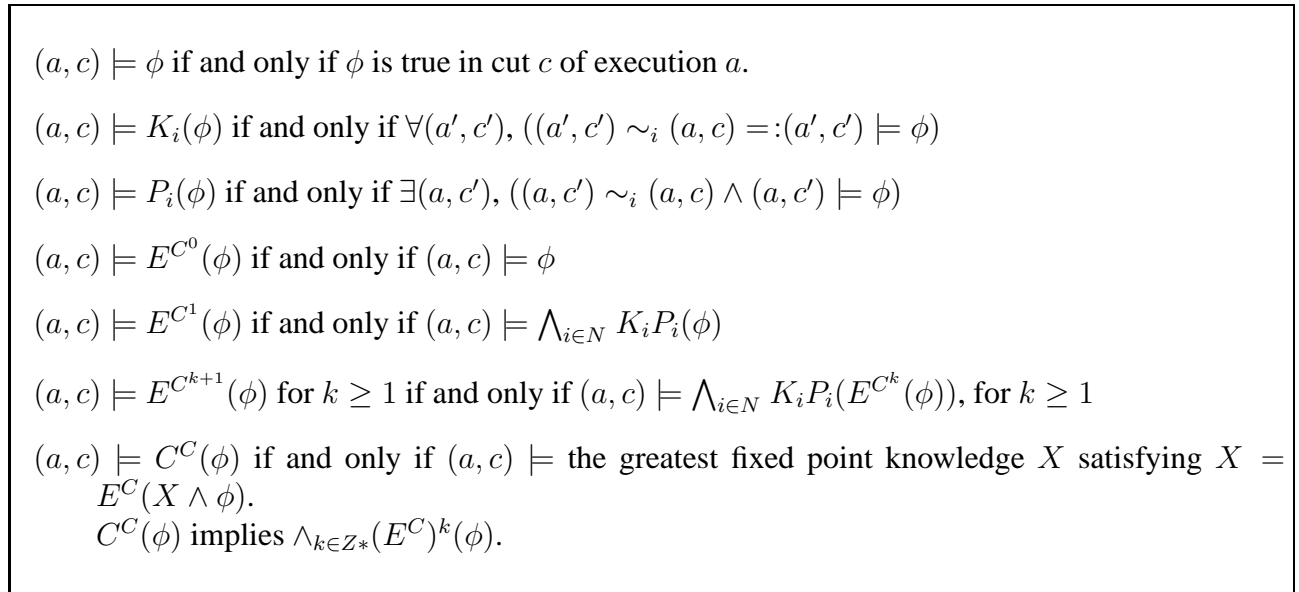 (a, c) ⊨ ϕ if and only if ϕ is true in cut c of execution a.
(a, c) ⊨ K_i(ϕ) if and only if ∀(a′, c′), ((a′, c′) ∼_i (a, c) =:(a′, c′) ⊨ ϕ)
(a, c) ⊨ P_i(ϕ) if and only if ∃(a, c′), ((a, c′) ∼_i (a, c) ∧ (a, c′) ⊨ ϕ)
(a, c) ⊨ E^{C^0}(ϕ) if and only if (a, c) ⊨ ϕ
(a, c) ⊨ E^{C^1}(ϕ) if and only if (a, c) ⊨ ⋀_{i∈N} K_iP_i(ϕ)
(a, c) ⊨ E^{C^{k+1}}(ϕ) for k ≥ 1 if and only if (a, c) ⊨ ⋀_{i∈N} K_iP_i(E^{C^k}(ϕ)), for k ≥ 1
(a, c) ⊨ C^C(ϕ) if and only if (a, c) ⊨ the greatest fixed point knowledge X satisfying X =
E^C(X ∧ ϕ).
C^C(ϕ) implies ∧_{k∈Z∗}(E^C)^k(ϕ).